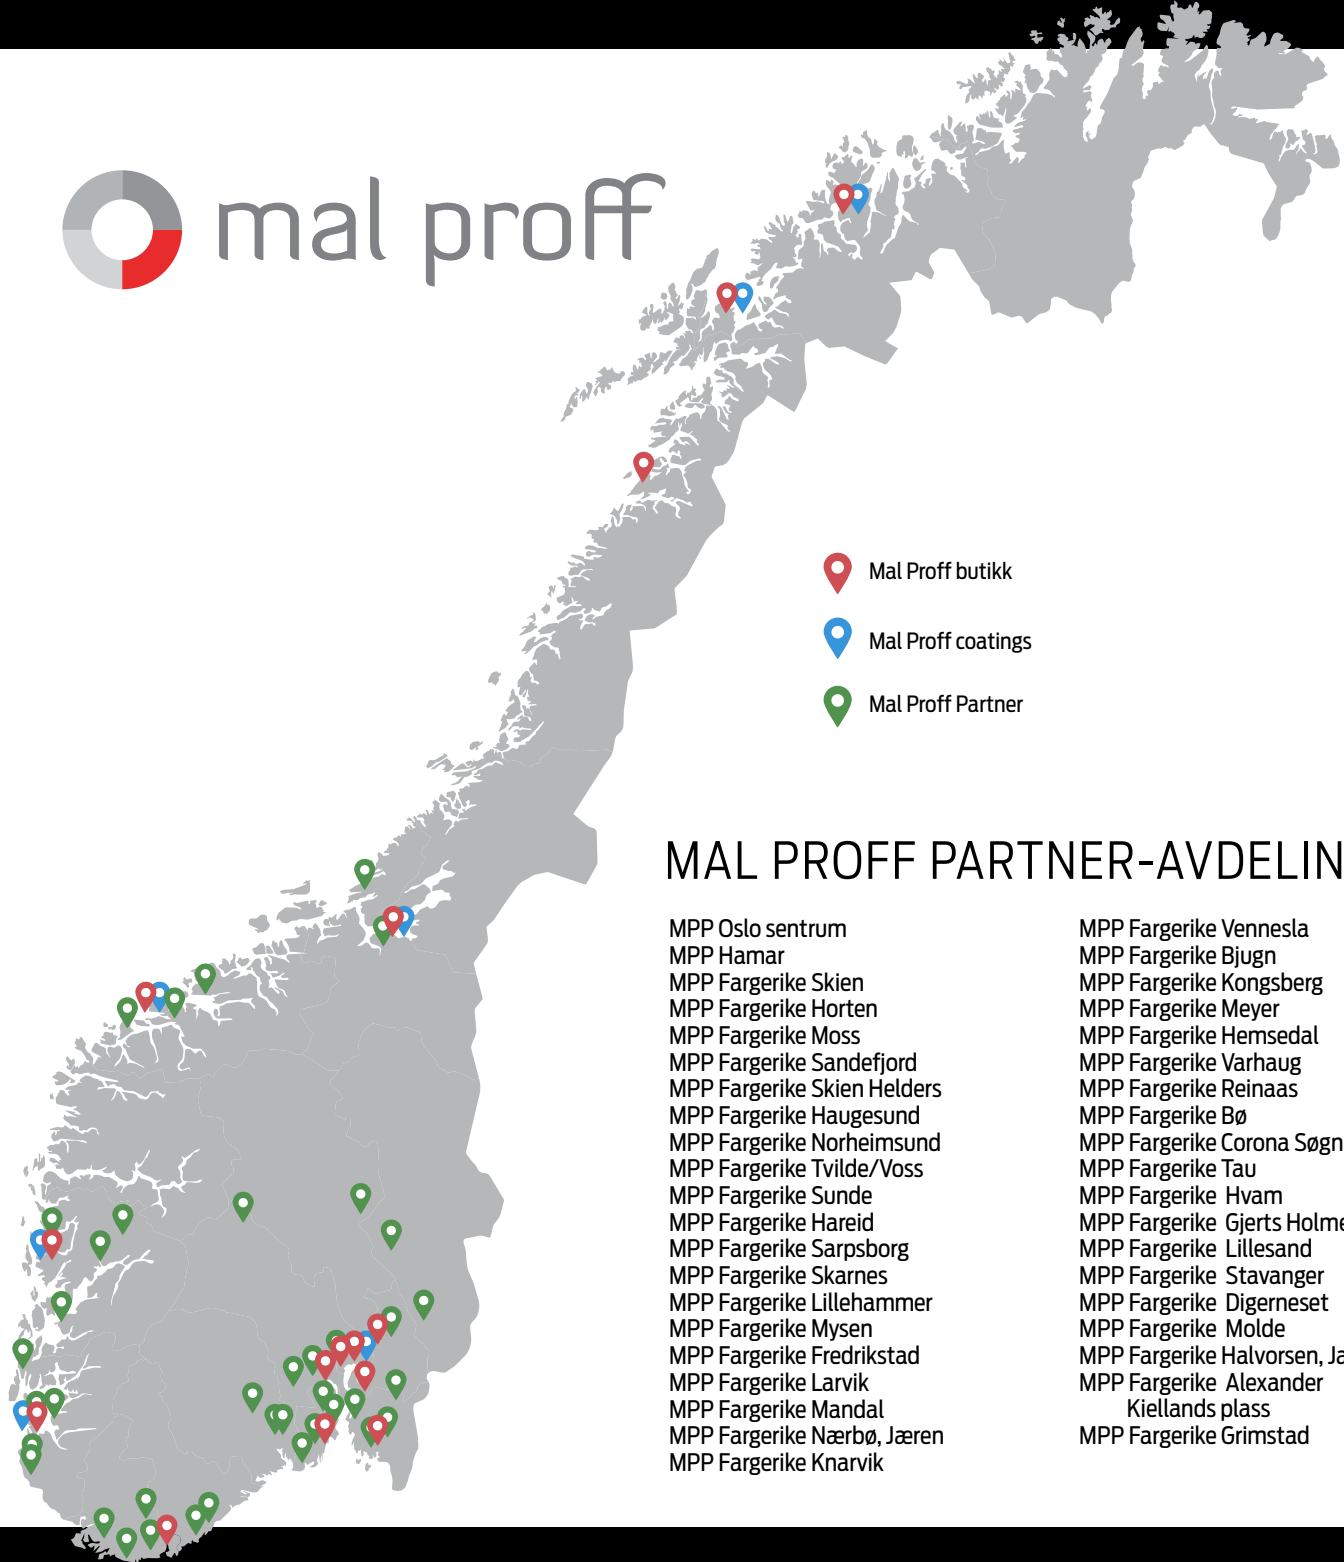 mal proff
Mal Proff butikk
Mal Proff coatings
Mal Proff Partner
MAL PROFF PARTNER-AVDELIN
MPP Oslo sentrum
MPP Hamar
MPP Fargerike Skien
MPP Fargerike Horten
MPP Fargerike Moss
MPP Fargerike Sandefjord
MPP Fargerike Skien Helders
MPP Fargerike Haugesund
MPP Fargerike Norheimsund
MPP Fargerike Tvilde/Voss
MPP Fargerike Sunde
MPP Fargerike Hareid
MPP Fargerike Sarpsborg
MPP Fargerike Skarnes
MPP Fargerike Lillehammer
MPP Fargerike Mysen
MPP Fargerike Fredrikstad
MPP Fargerike Larvik
MPP Fargerike Mandal
MPP Fargerike Nærbø, Jæren
MPP Fargerike Knarvik
MPP Fargerike Vennesla
MPP Fargerike Bjugn
MPP Fargerike Kongsberg
MPP Fargerike Meyer
MPP Fargerike Hemsedal
MPP Fargerike Varhaug
MPP Fargerike Reinaas
MPP Fargerike Bø
MPP Fargerike Corona Søgn
MPP Fargerike Tau
MPP Fargerike Hvam
MPP Fargerike Gjerts Holme
MPP Fargerike Lillesand
MPP Fargerike Stavanger
MPP Fargerike Digerneset
MPP Fargerike Molde
MPP Fargerike Halvorsen, Ja
MPP Fargerike Alexander
Kiellands plass
MPP Fargerike Grimstad